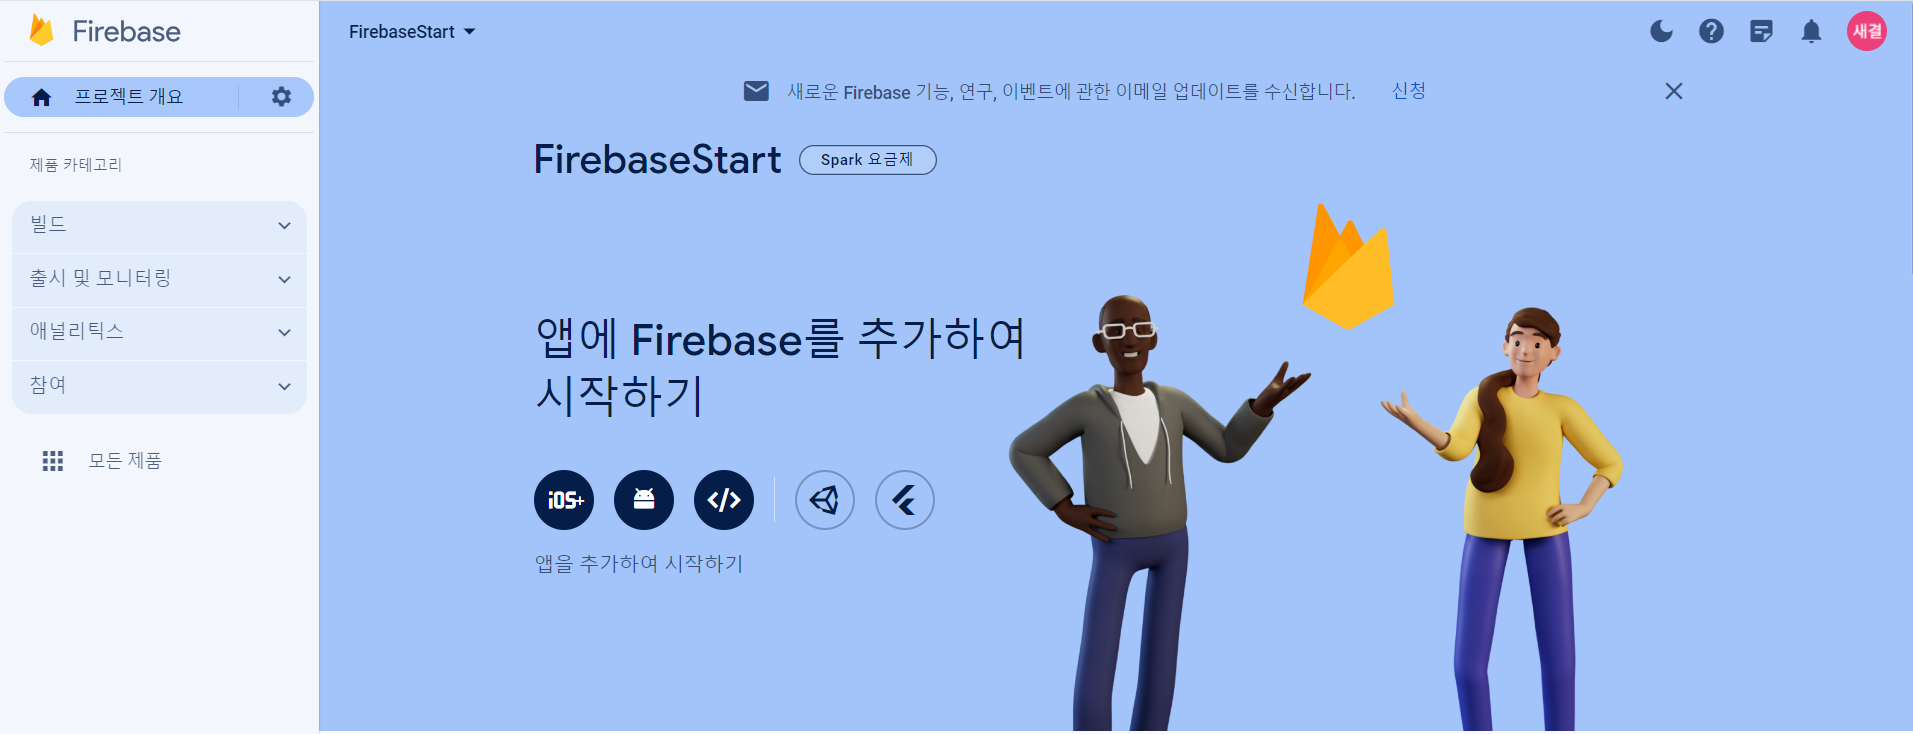 Firebase
프로젝트 개요
제품 카테고리
빌드
출시 및 모니터링
애널리틱스
참여
모든 제품
FirebaseStart
새결
새로운 Firebase 기능, 연구, 이벤트에 관한 이메일 업데이트를 수신합니다. 신청
FirebaseStart Spark 요금제
앱에 Firebase를 추가하여
시작하기
iOS+
앱을 추가하여 시작하기